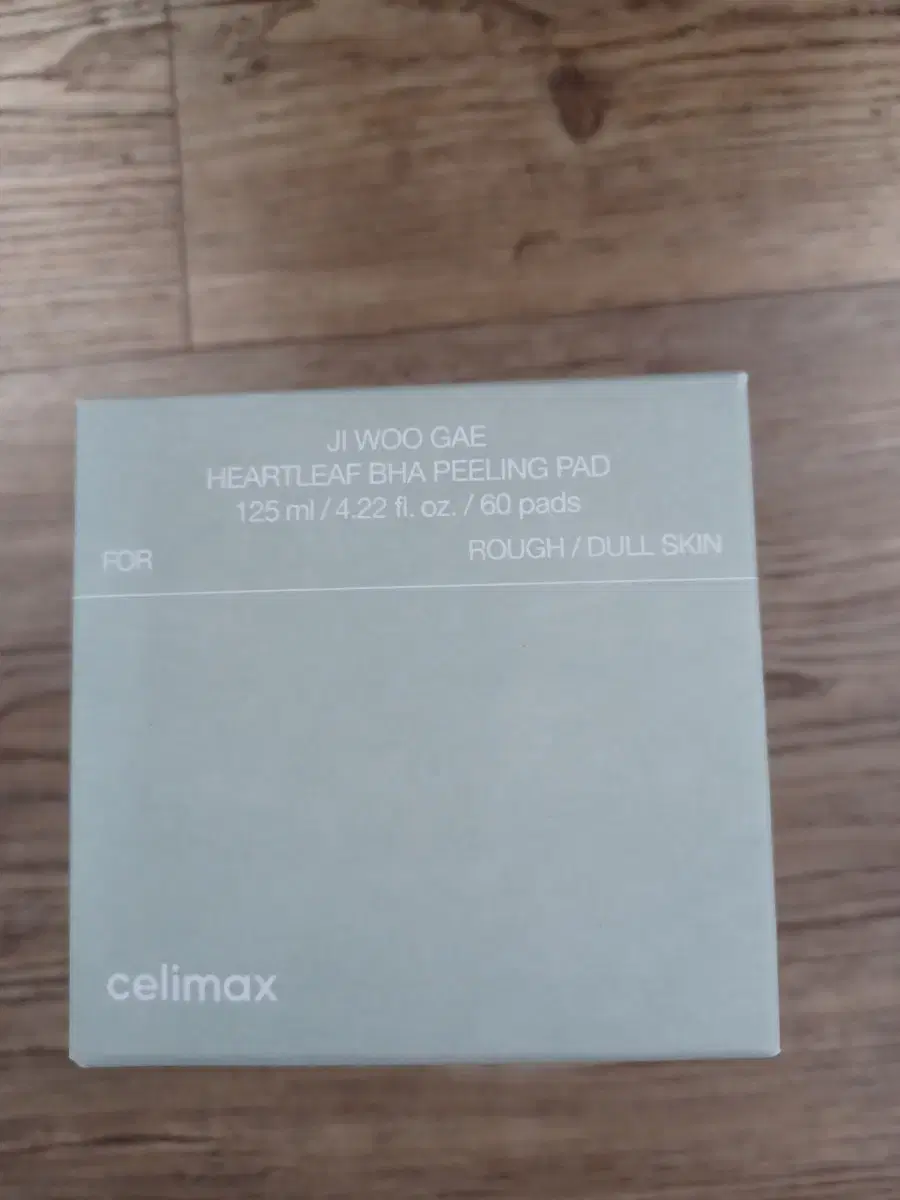 JI WOO GAE
HEARTLEAF BHA PEELING PAD
125 ml / 4.22 fl. oz. / 60 pads
FOR ROUGH / DULL SKIN
celimax